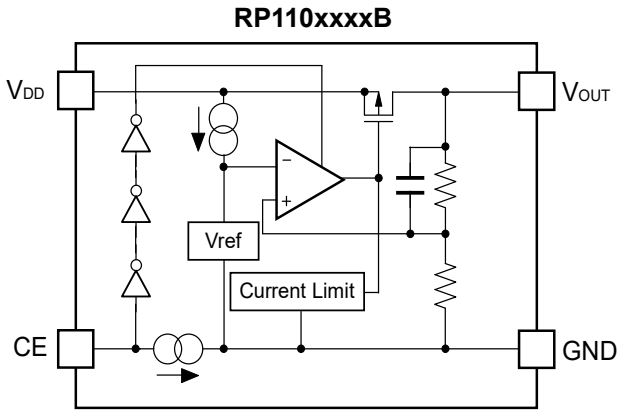 RP110xxxxB
VDD
VOUT
−
+
Vref
Current Limit
CE
GND